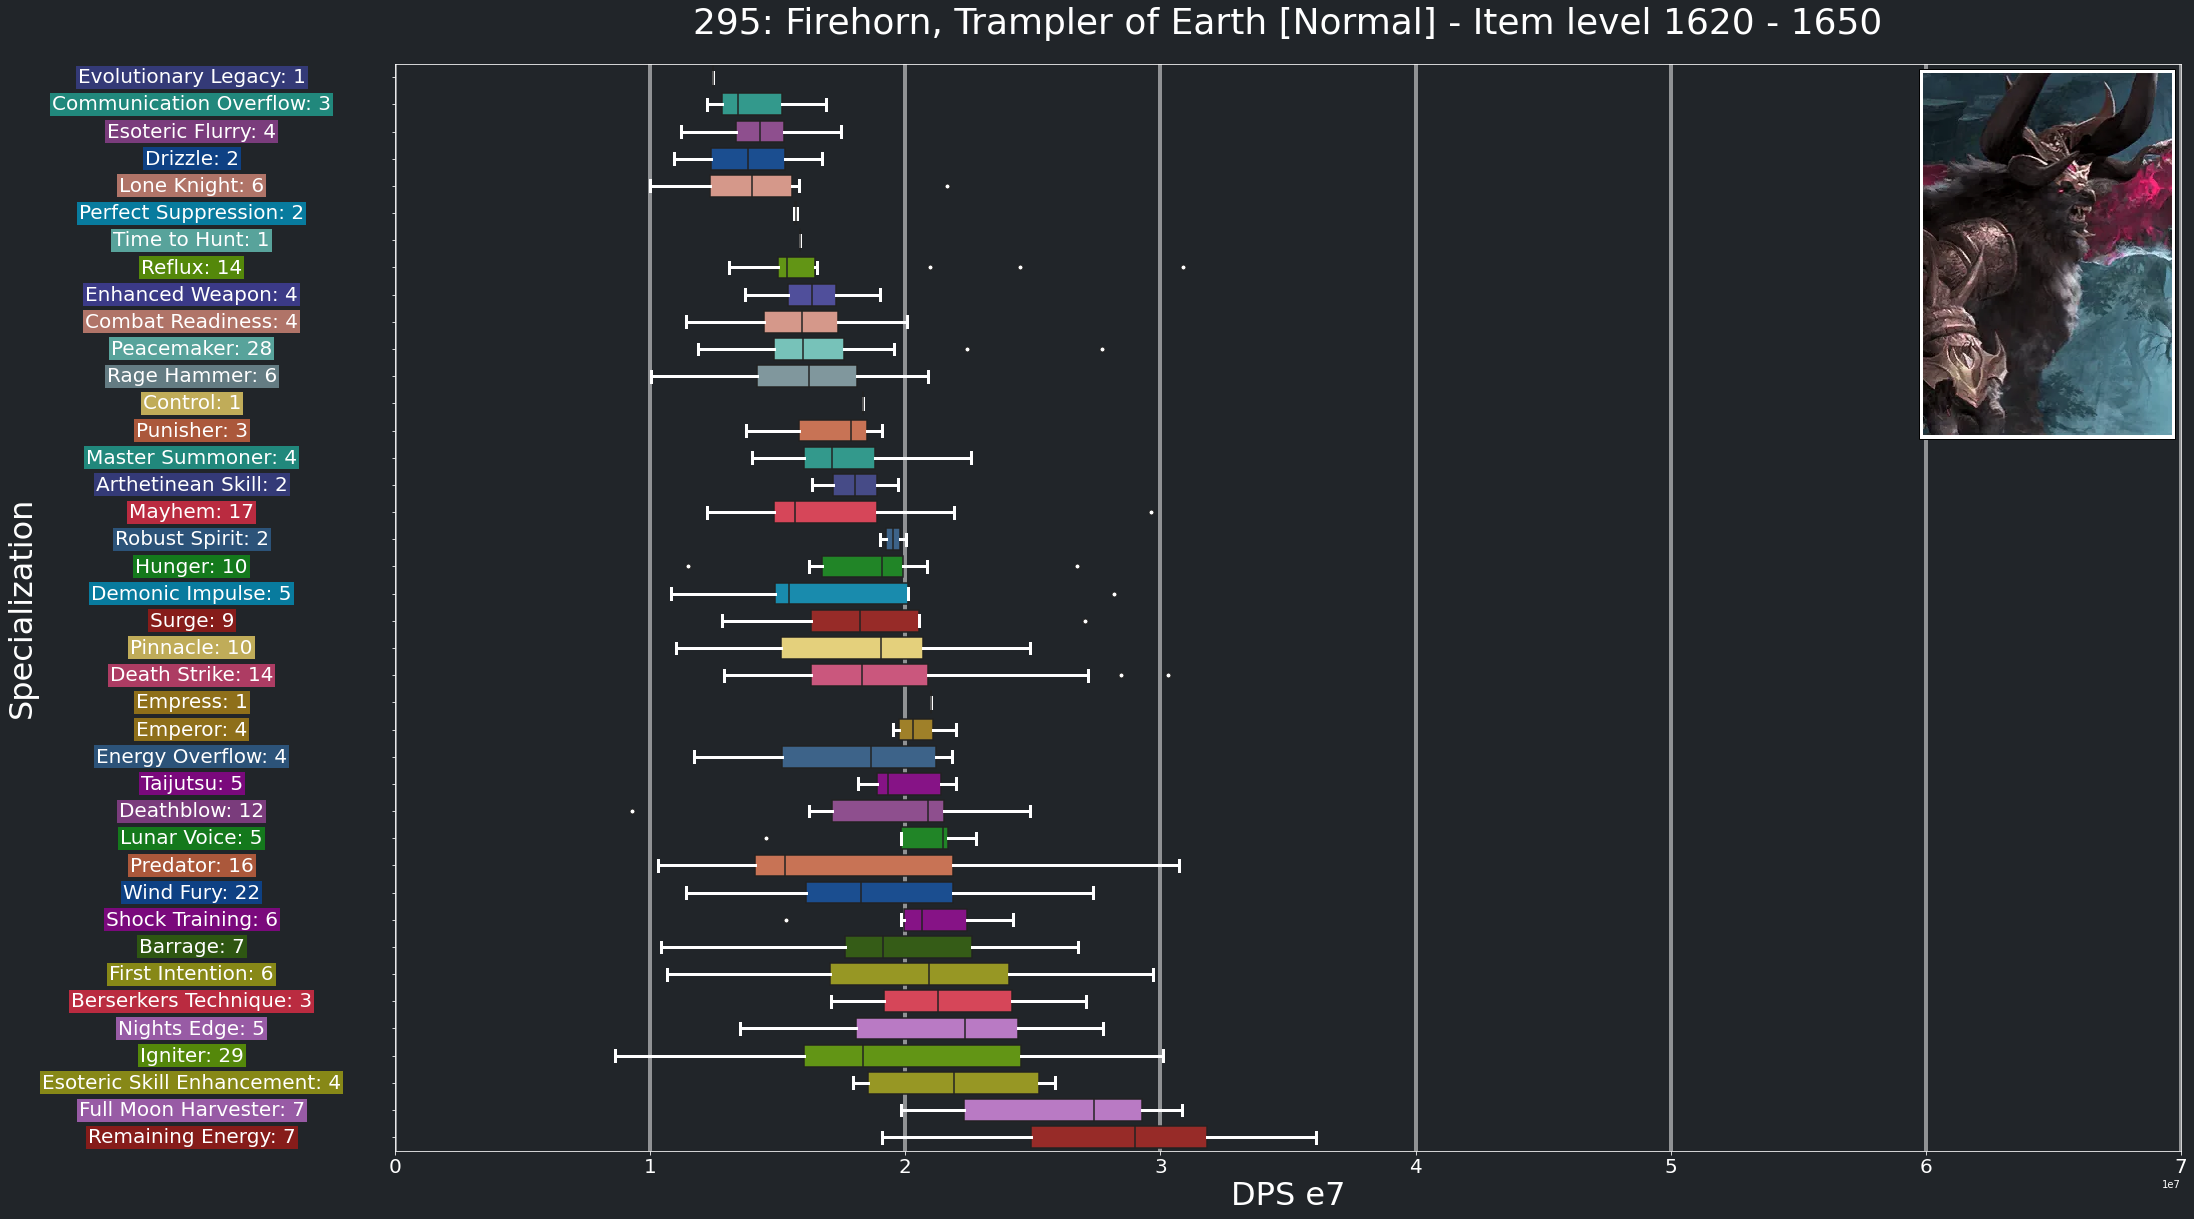 295: Firehorn, Trampler of Earth [Normal] - Item level 1620 - 1650
Evolutionary Legacy: 1
Communication Overflow: 3
Esoteric Flurry: 4
Drizzle: 2
Lone Knight: 6
Perfect Suppression: 2
Time to Hunt: 1
Reflux: 14
Enhanced Weapon: 4
Combat Readiness: 4
Peacemaker: 28
Rage Hammer: 6
Control: 1
Punisher: 3
Master Summoner: 4
Arthetinean Skill: 2
Mayhem: 17
Robust Spirit: 2
Hunger: 10
Demonic Impulse: 5
Surge: 9
Pinnacle: 10
Death Strike: 14
Empress: 1
Emperor: 4
Energy Overflow: 4
Taijutsu: 5
Deathblow: 12
Lunar Voice: 5
Predator: 16
Wind Fury: 22
Shock Training: 6
Barrage: 7
First Intention: 6
Berserkers Technique: 3
Nights Edge: 5
Igniter: 29
Esoteric Skill Enhancement: 4
Full Moon Harvester: 7
Remaining Energy: 7
Specialization
0 1 2 3 4 5 6 7
1e7
DPS e7